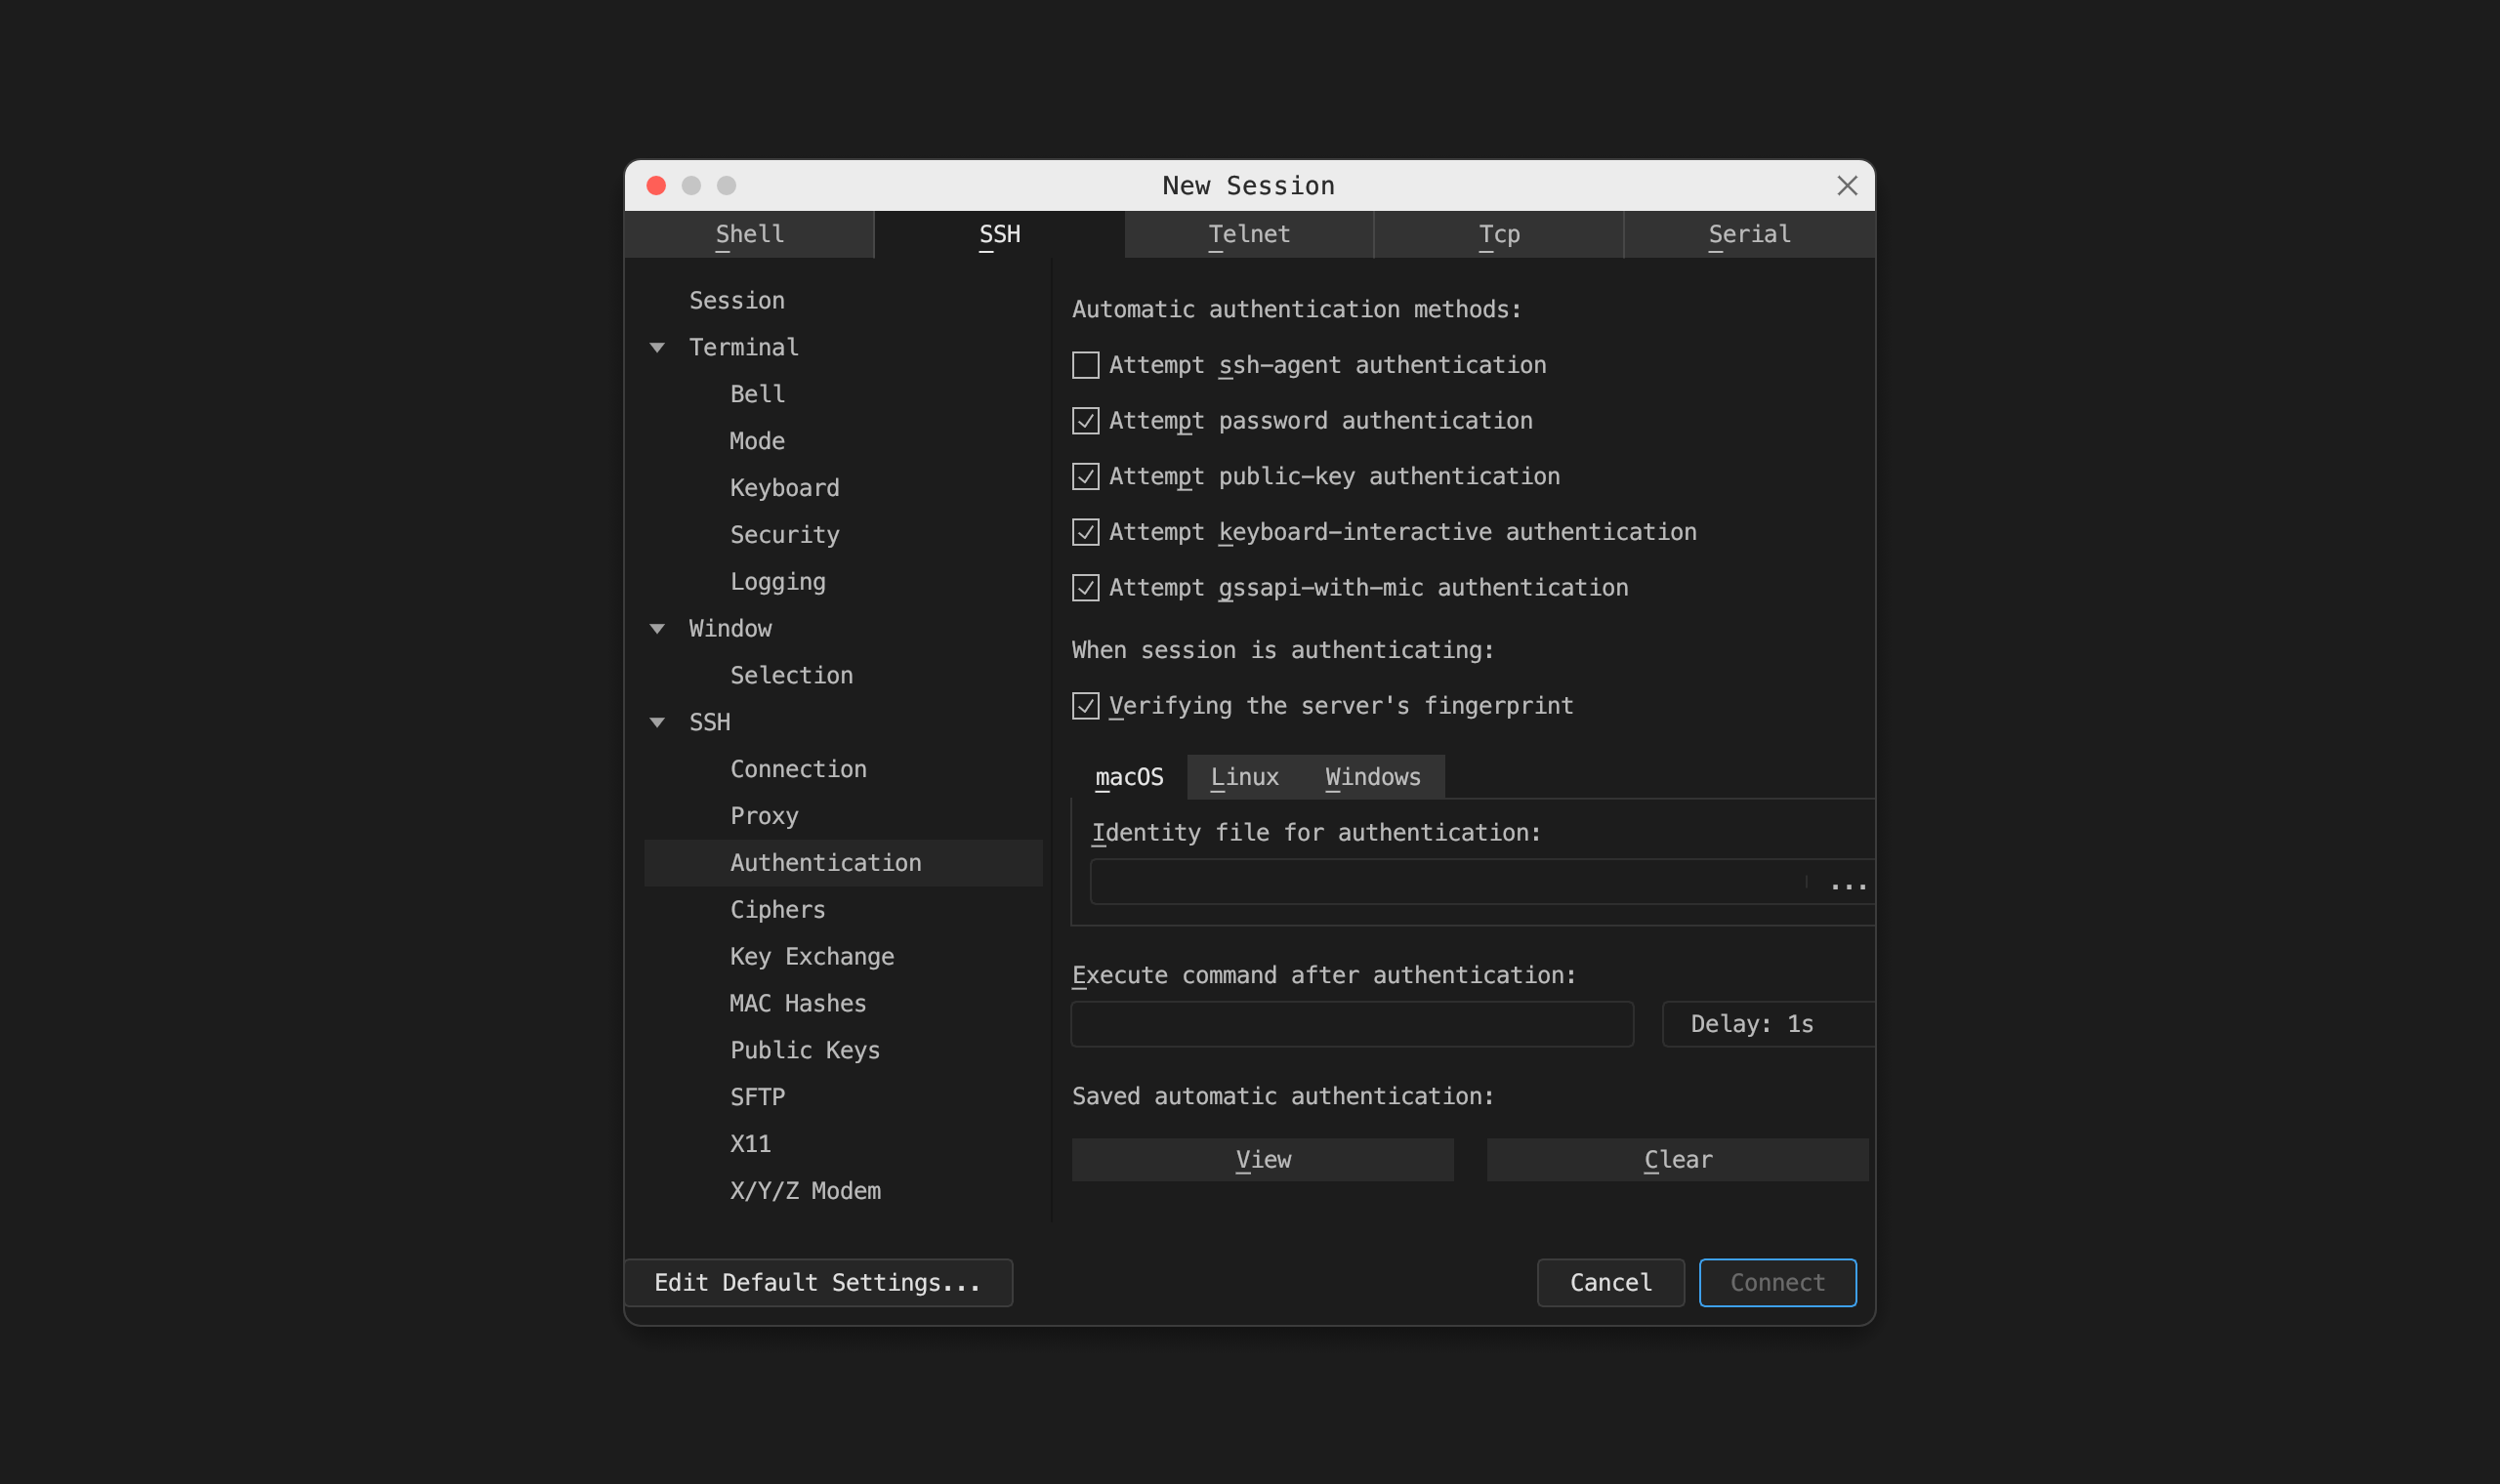 New Session
Shell SSH Telnet Tcp Serial
Session
Terminal
Bell
Mode
Keyboard
Security
Logging
Window
Selection
SSH
Connection
Proxy
Authentication
Ciphers
Key Exchange
MAC Hashes
Public Keys
SFTP
X11
X/Y/Z Modem
Automatic authentication methods:
Attempt ssh-agent authentication
Attempt password authentication
Attempt public-key authentication
Attempt keyboard-interactive authentication
Attempt gssapi-with-mic authentication
When session is authenticating:
Verifying the server's fingerprint
macOS Linux Windows
Identity file for authentication:
...
Execute command after authentication:
Delay: 1s
Saved automatic authentication:
View Clear
Edit Default Settings... Cancel Connect